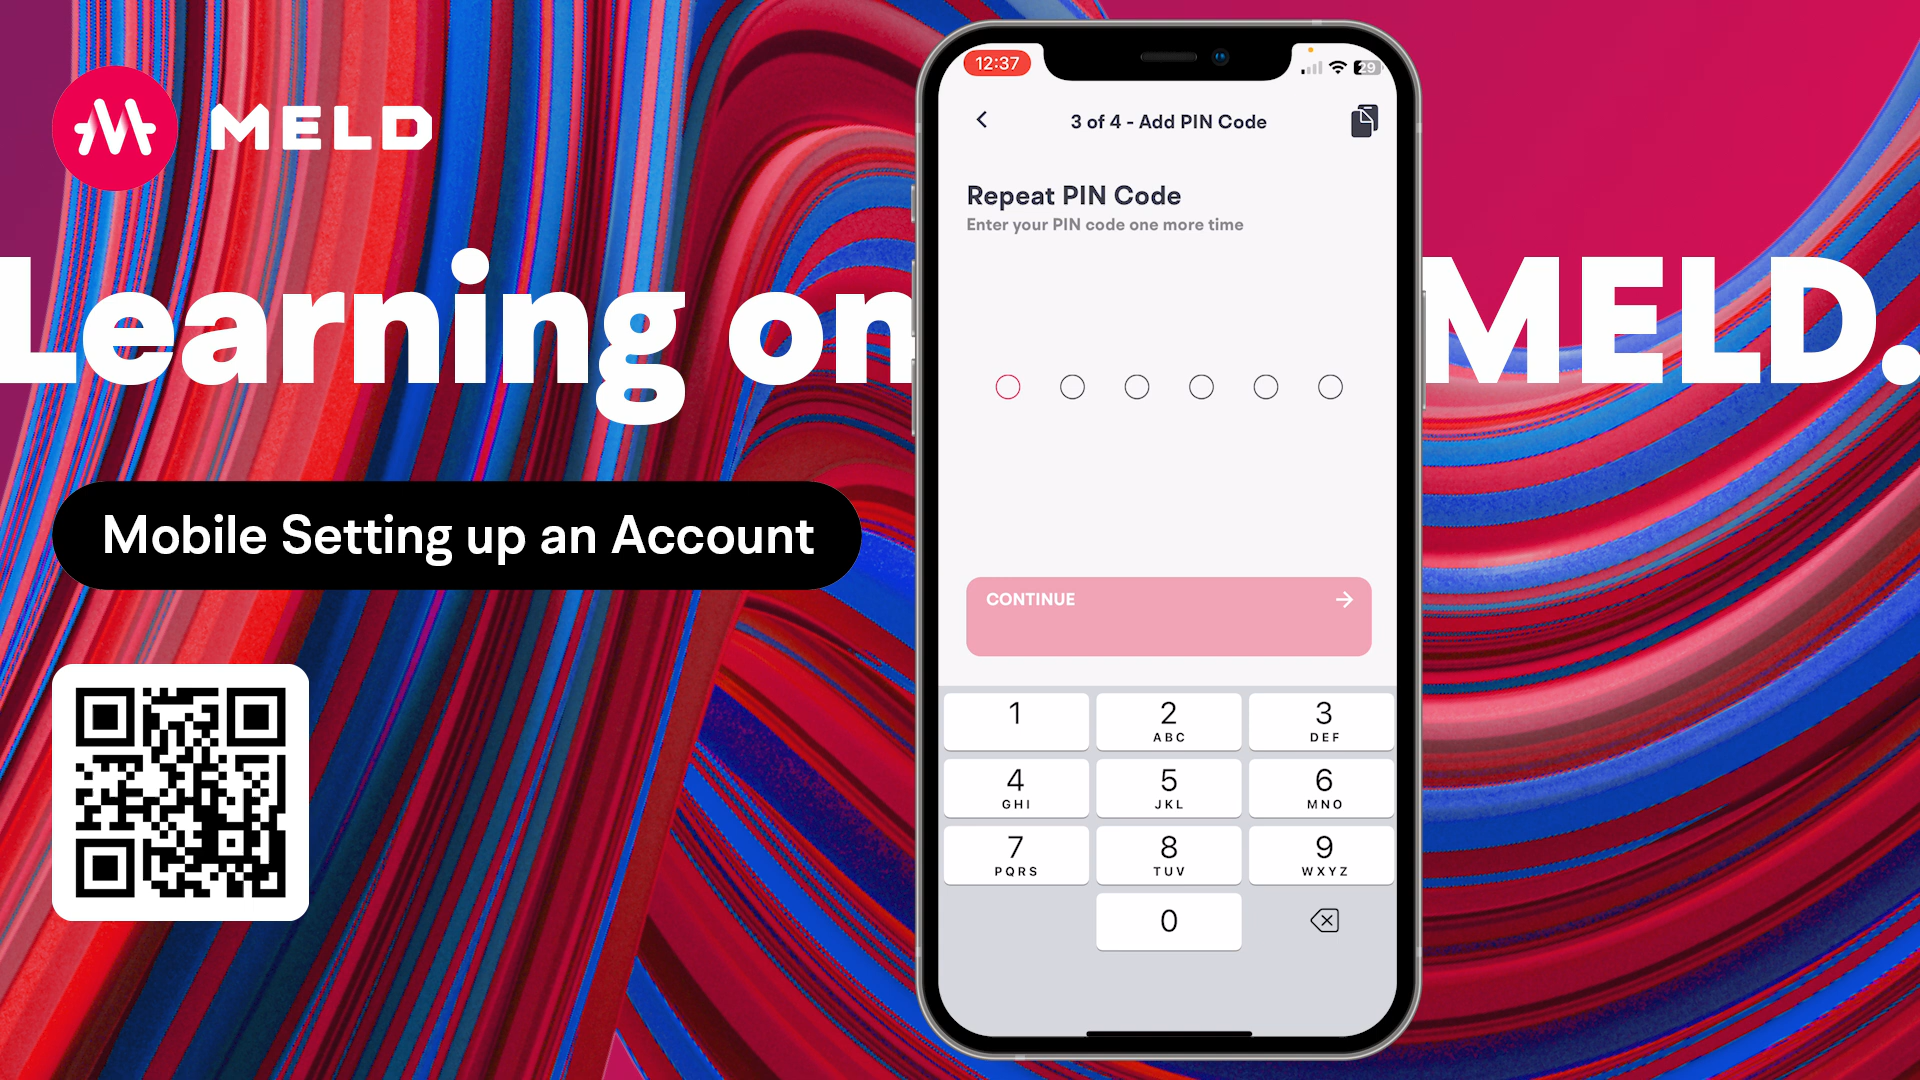 MELD
Learning on MELD.
Mobile Setting up an Account
12:37
29
3 of 4 - Add PIN Code
Repeat PIN Code
Enter your PIN code one more time
CONTINUE
1
2
ABC
3
DEF
4
GHI
5
JKL
6
MNO
7
PQRS
8
TUV
9
WXYZ
0